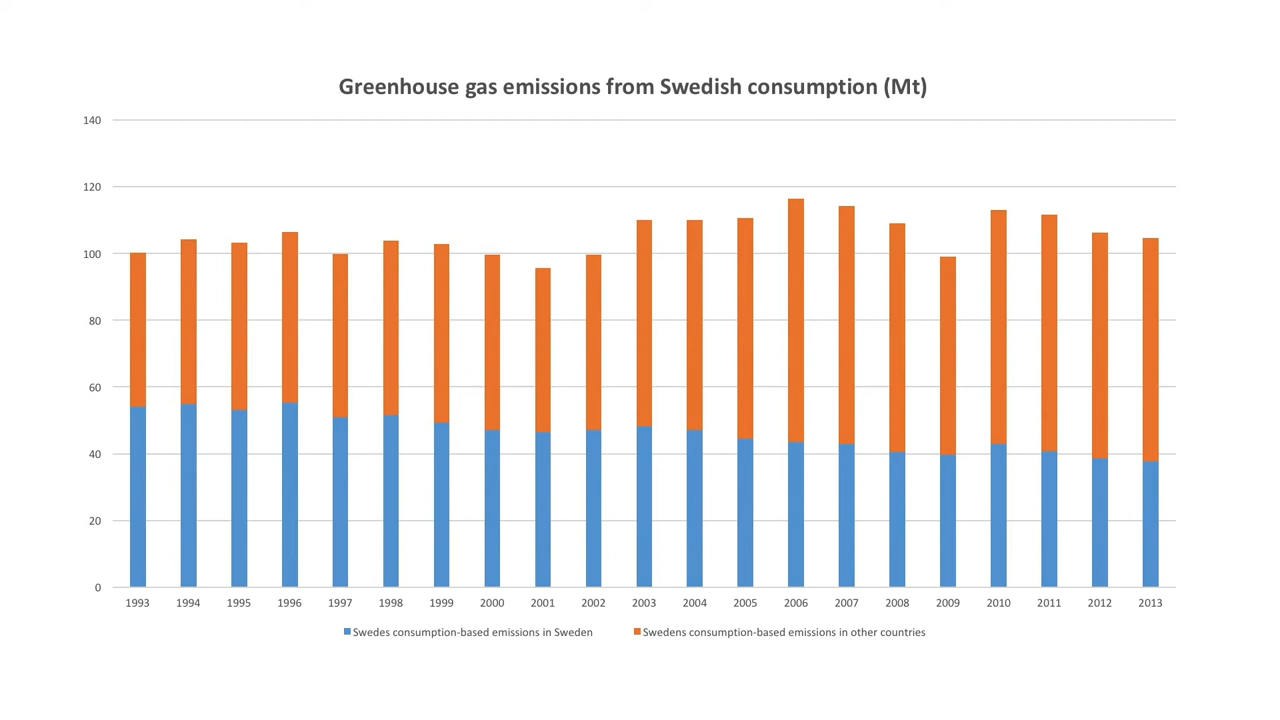 Greenhouse gas emissions from Swedish consumption (Mt)
140
120
100
80
60
40
20
0
1993 1994 1995 1996 1997 1998 1999 2000 2001 2002 2003 2004 2005 2006 2007 2008 2009 2010 2011 2012 2013
Swedes consumption-based emissions in Sweden Swedens consumption-based emissions in other countries